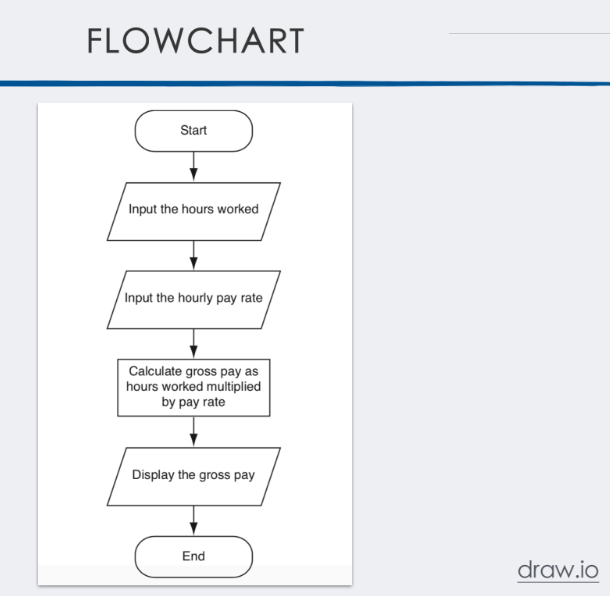 FLOWCHART
Start
Input the hours worked
Input the hourly pay rate
Calculate gross pay as
hours worked multiplied
by pay rate
Display the gross pay
End
draw.io